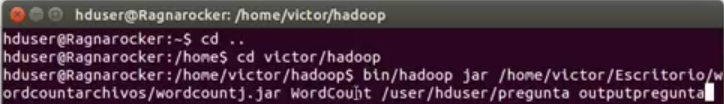 hduser@Ragnarocker: /home/victor/hadoop
hduser@Ragnarocker:~$ cd ..
hduser@Ragnarocker:/home$ cd victor/hadoop
hduser@Ragnarocker:/home/victor/hadoop$ bin/hadoop jar /home/victor/Escritorio/w
ordcountarchivos/wordcountj.jar WordCount /user/hduser/pregunta outputpregunta